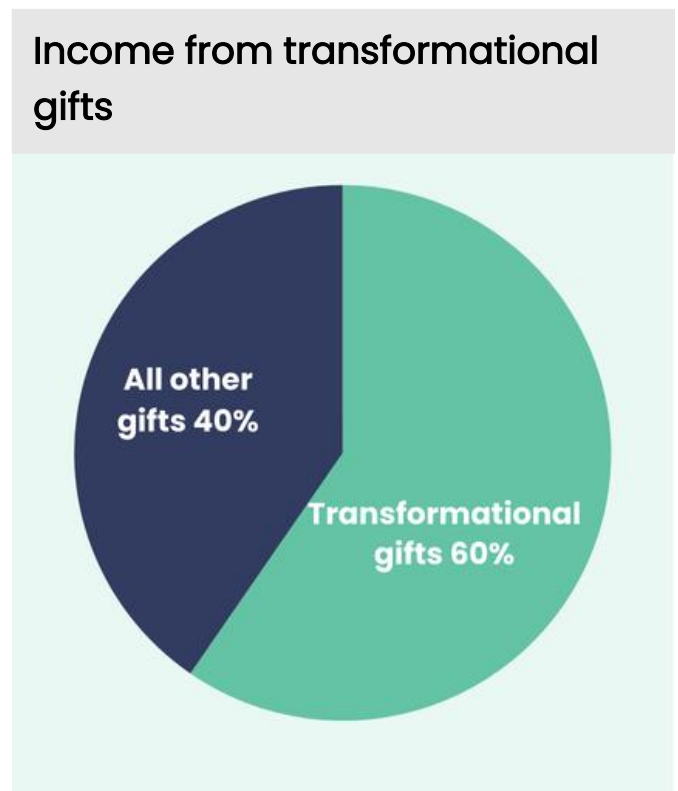 Income from transformational
gifts
All other
gifts 40%
Transformational
gifts 60%